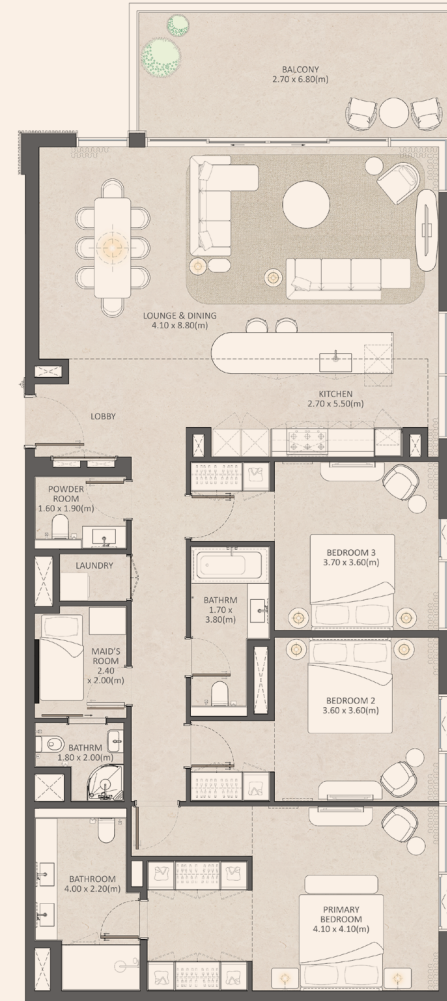 BALCONY
2.70 x 6.80(m)
LOUNGE & DINING
4.10 x 8.80(m)
KITCHEN
2.70 x 5.50(m)
LOBBY
POWDER
ROOM
1.60 x 1.90(m)
LAUNDRY
BEDROOM 3
3.70 x 3.60(m)
BATHRM
1.70 x
3.80(m)
MAID'S
ROOM
2.40
x 2.00(m)
BEDROOM 2
3.60 x 3.60(m)
BATHRM
1.80 x 2.00(m)
BATHROOM
4.00 x 2.20(m)
PRIMARY
BEDROOM
4.10 x 4.10(m)